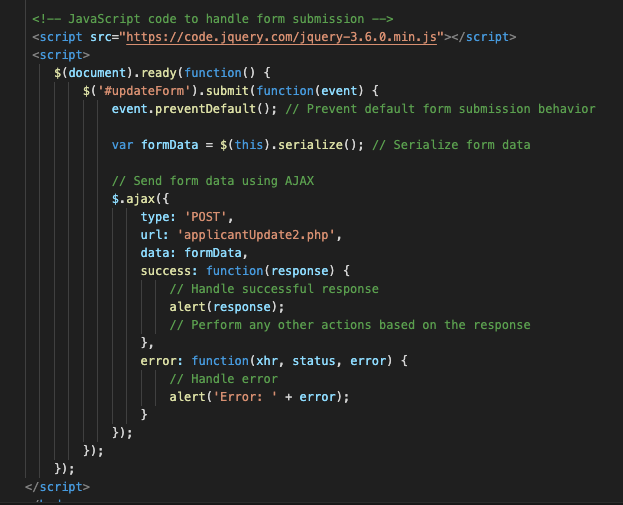 <!-- JavaScript code to handle form submission -->
<script src="https://code.jquery.com/jquery-3.6.0.min.js"></script>
<script>
    $(document).ready(function() {
        $('#updateForm').submit(function(event) {
            event.preventDefault(); // Prevent default form submission behavior

            var formData = $(this).serialize(); // Serialize form data

            // Send form data using AJAX
            $.ajax({
                type: 'POST',
                url: 'applicantUpdate2.php',
                data: formData,
                success: function(response) {
                    // Handle successful response
                    alert(response);
                    // Perform any other actions based on the response
                },
                error: function(xhr, status, error) {
                    // Handle error
                    alert('Error: ' + error);
                }
            });
        });
    });
</script>